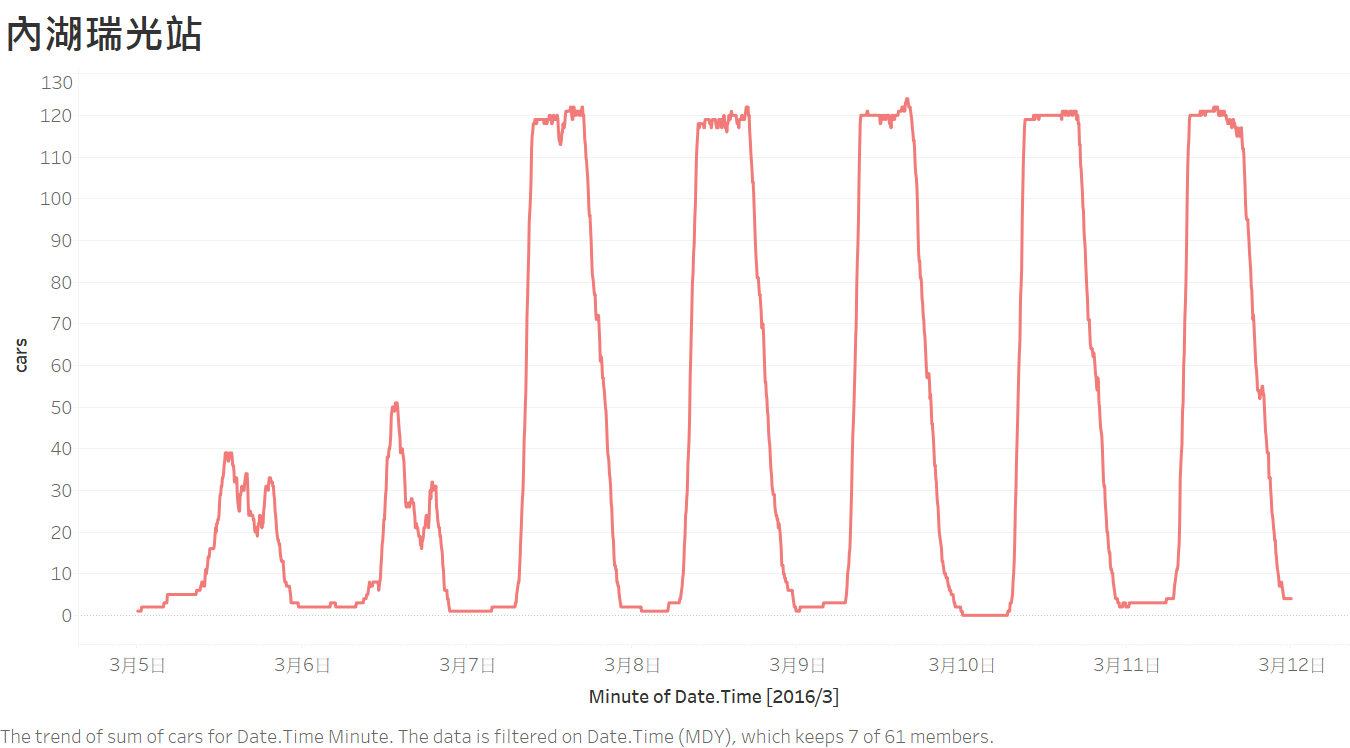 內湖瑞光站
130
120
110
100
90
80
70
60
50
40
30
20
10
0
cars
3月5日 3月6日 3月7日 3月8日 3月9日 3月10日 3月11日 3月12日
Minute of Date.Time [2016/3]
The trend of sum of cars for Date.Time Minute. The data is filtered on Date.Time (MDY), which keeps 7 of 61 members.